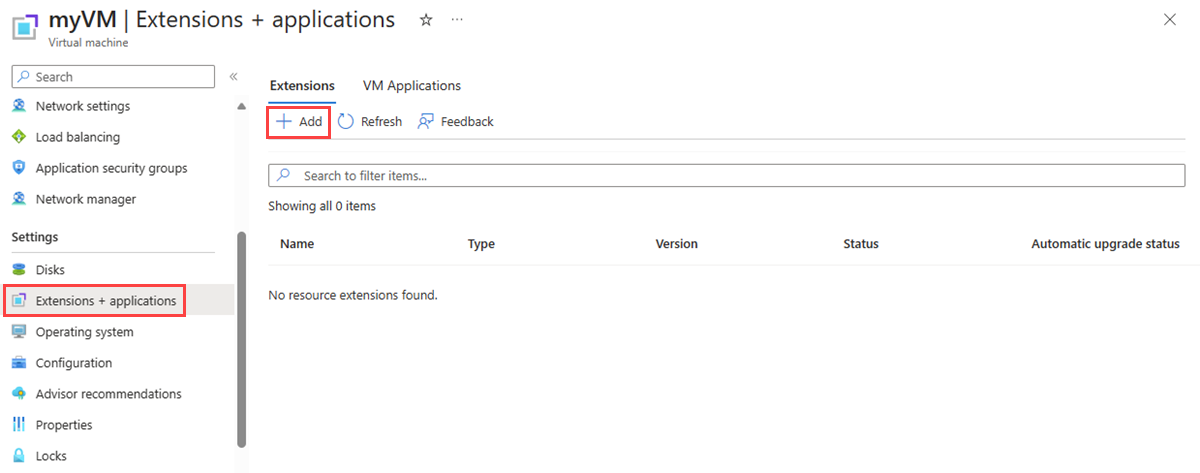 myVM | Extensions + applications
Virtual machine
Search
Network settings
Load balancing
Application security groups
Network manager
Settings
Disks
Extensions + applications
Operating system
Configuration
Advisor recommendations
Properties
Locks
Extensions VM Applications
Add Refresh Feedback
Search to filter items...
Showing all 0 items
Name Type Version Status Automatic upgrade status
No resource extensions found.